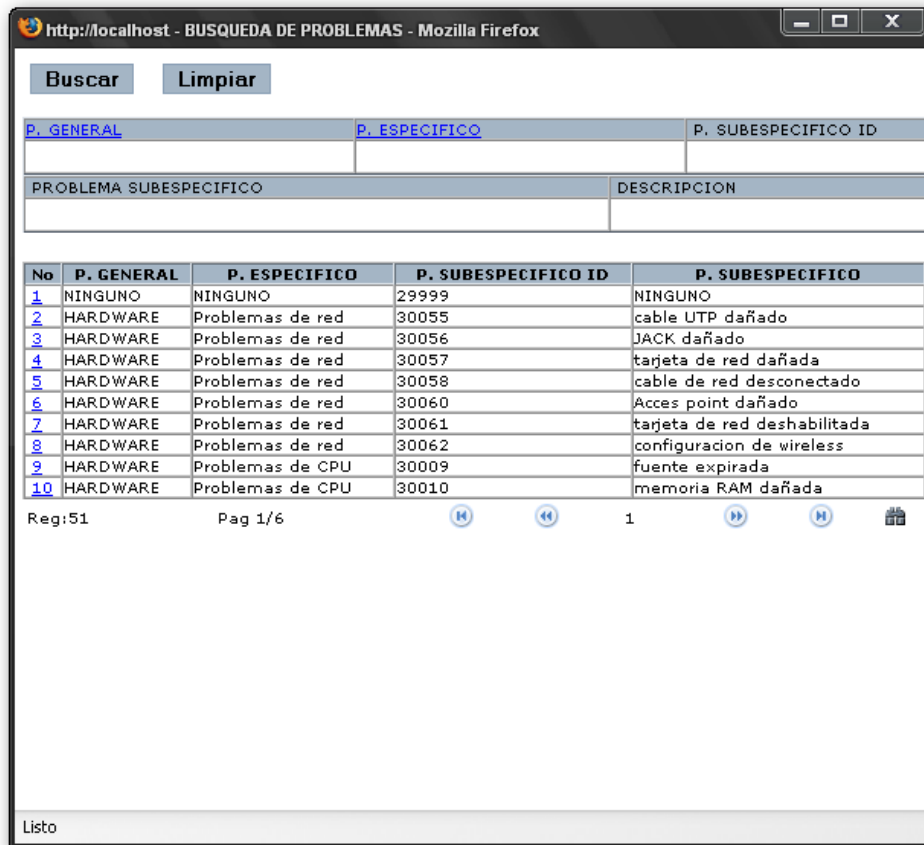 http://localhost - BUSQUEDA DE PROBLEMAS - Mozilla Firefox
Buscar Limpiar
P. GENERAL P. ESPECIFICO P. SUBESPECIFICO ID
PROBLEMA SUBESPECIFICO DESCRIPCION
No P. GENERAL P. ESPECIFICO P. SUBESPECIFICO ID P. SUBESPECIFICO
1 NINGUNO NINGUNO 29999 NINGUNO
2 HARDWARE Problemas de red 30055 cable UTP dañado
3 HARDWARE Problemas de red 30056 JACK dañado
4 HARDWARE Problemas de red 30057 tarjeta de red dañada
5 HARDWARE Problemas de red 30058 cable de red desconectado
6 HARDWARE Problemas de red 30060 Acces point dañado
7 HARDWARE Problemas de red 30061 tarjeta de red deshabilitada
8 HARDWARE Problemas de red 30062 configuracion de wireless
9 HARDWARE Problemas de CPU 30009 fuente expirada
10 HARDWARE Problemas de CPU 30010 memoria RAM dañada
Reg:51 Pag 1/6 1
Listo